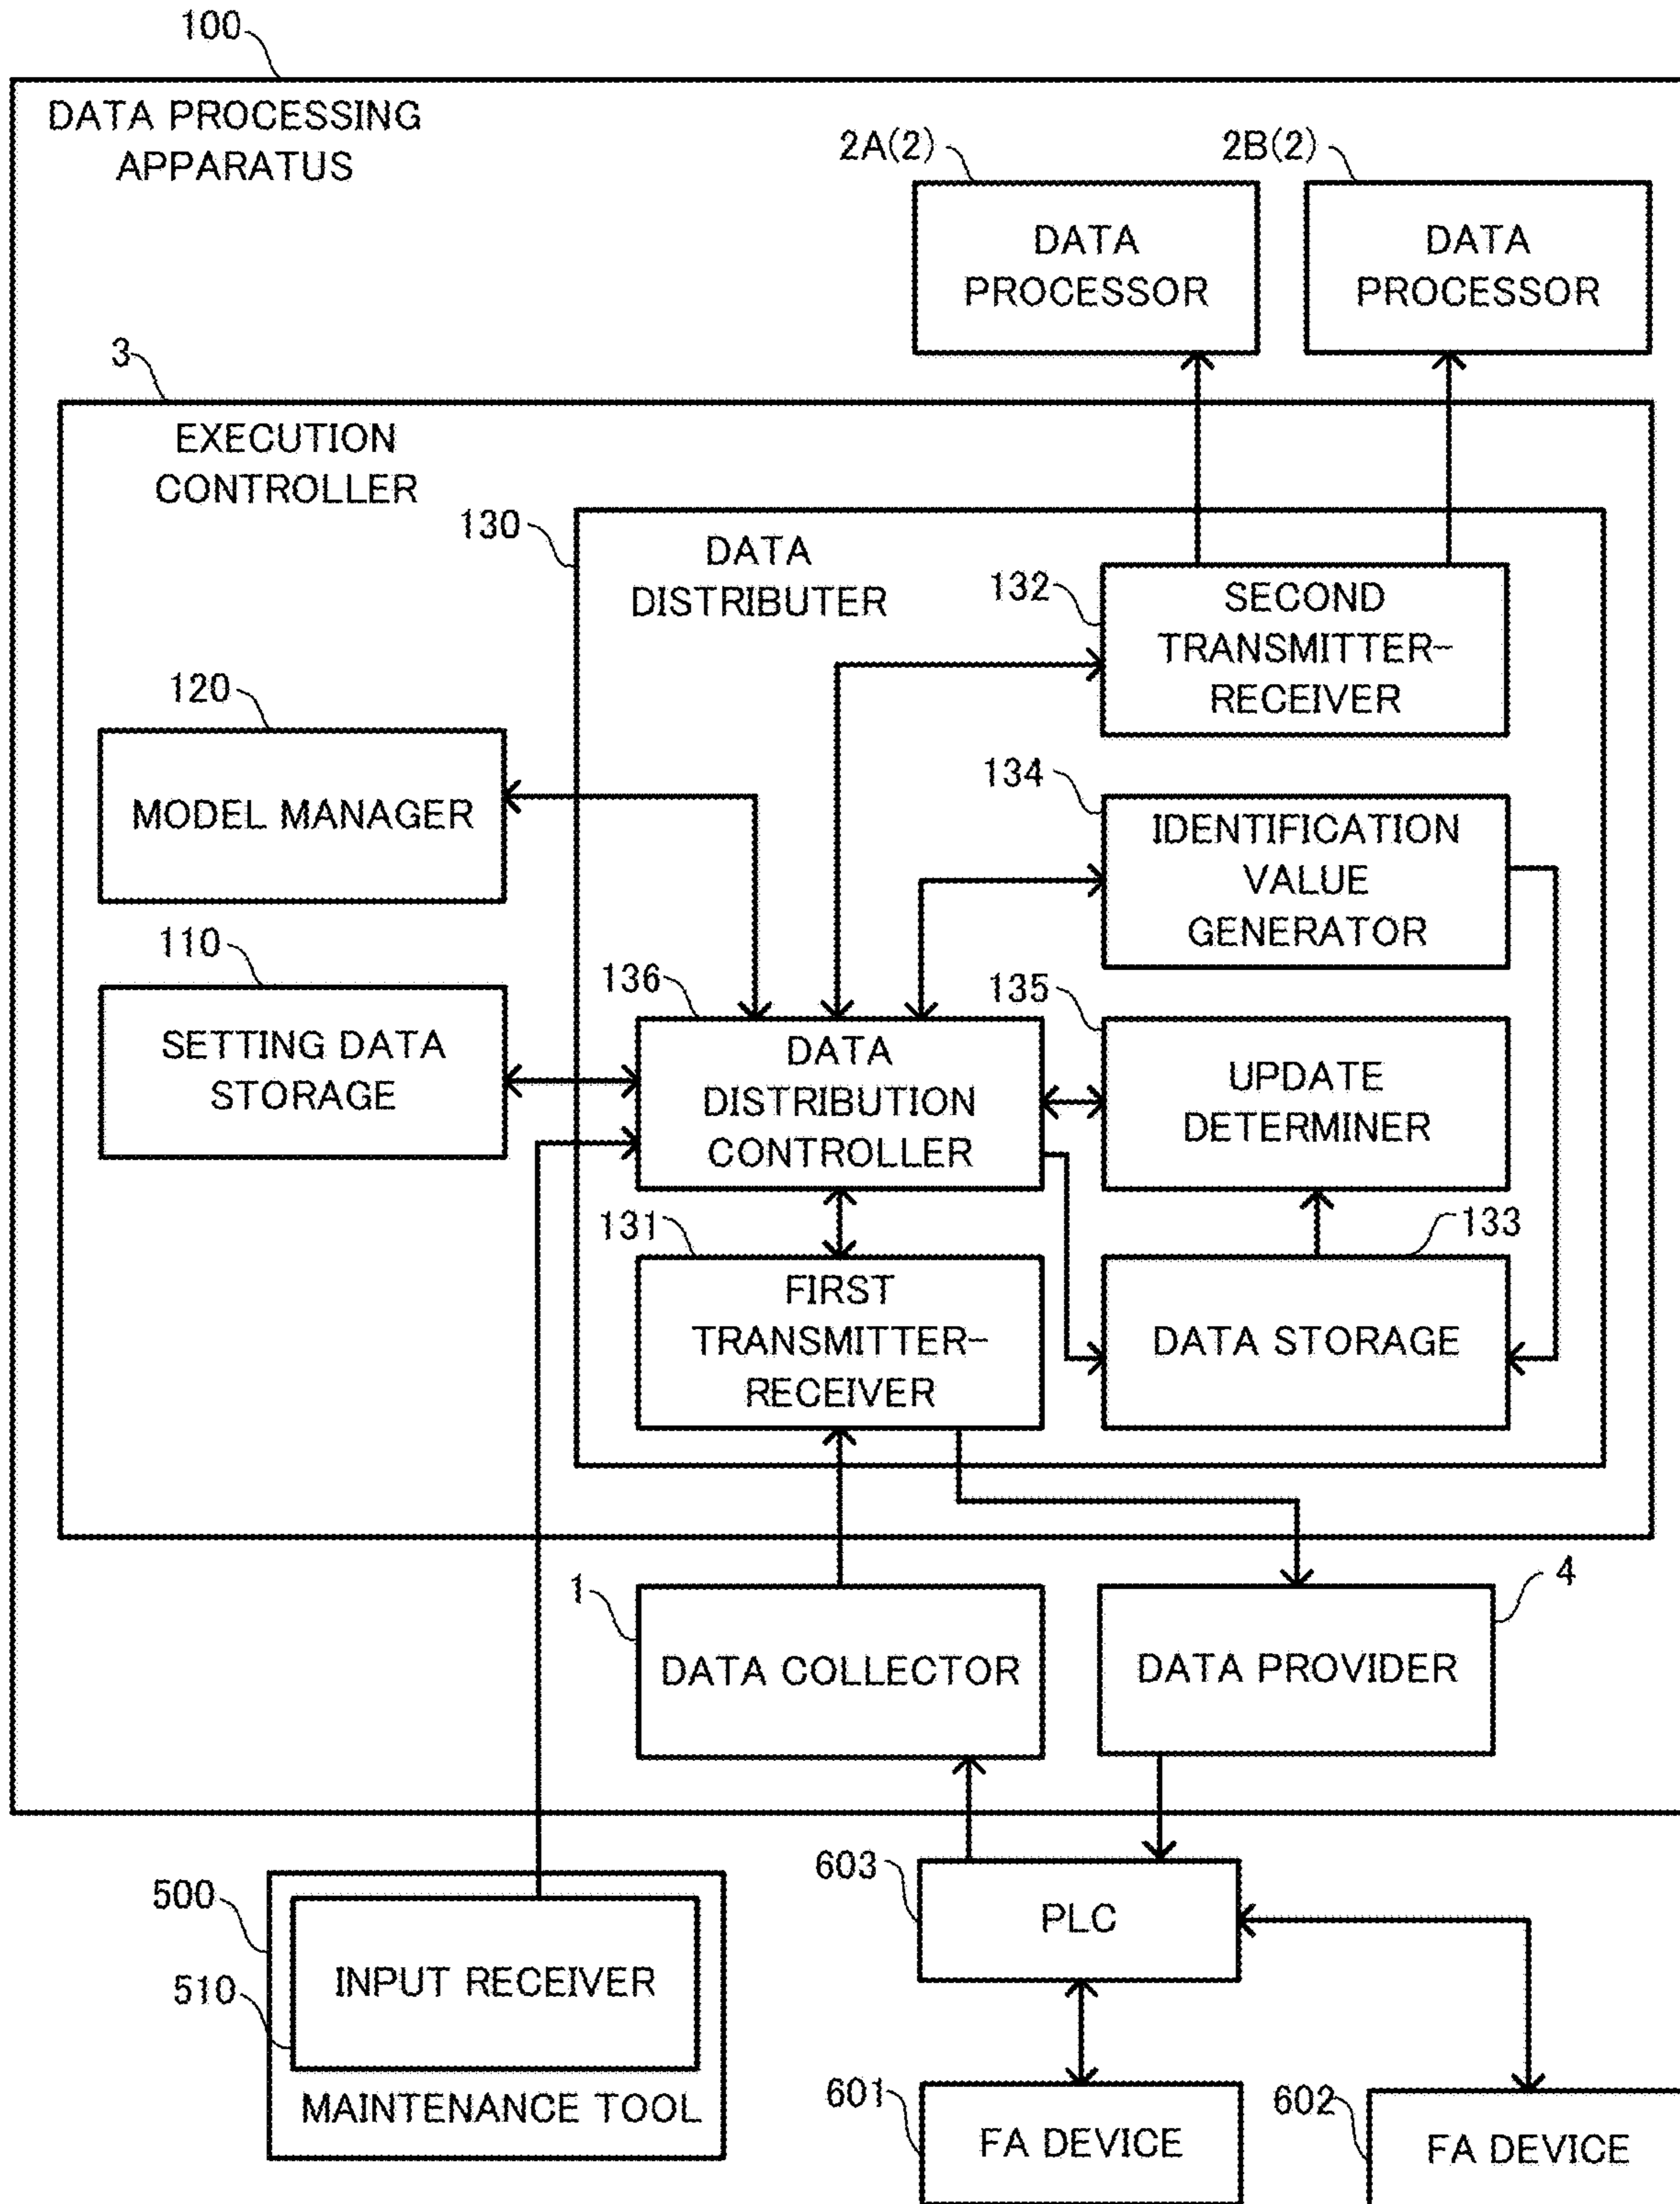 100
DATA PROCESSING
APPARATUS
2A(2)
2B(2)
DATA
PROCESSOR
DATA
PROCESSOR
3
EXECUTION
CONTROLLER
130
DATA
DISTRIBUTER
132
SECOND
TRANSMITTER-
RECEIVER
120
MODEL MANAGER
134
IDENTIFICATION
VALUE
GENERATOR
110
SETTING DATA
STORAGE
136
DATA
DISTRIBUTION
CONTROLLER
135
UPDATE
DETERMINER
131
FIRST
TRANSMITTER-
RECEIVER
133
DATA STORAGE
1
DATA COLLECTOR
4
DATA PROVIDER
500
510
INPUT RECEIVER
MAINTENANCE TOOL
603
PLC
601
FA DEVICE
602
FA DEVICE